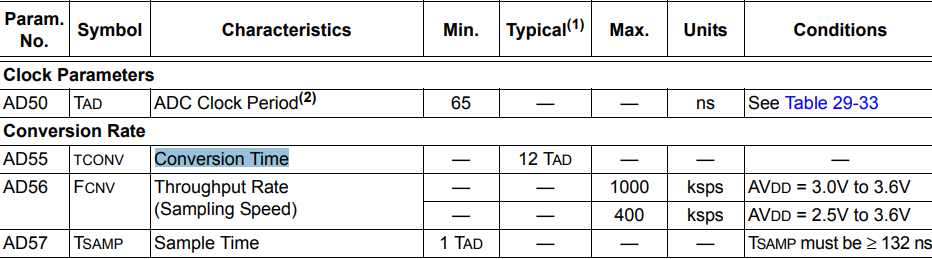 Param. No. Symbol Characteristics Min. Typical(1) Max. Units Conditions
Clock Parameters
AD50 TAD ADC Clock Period(2) 65 — — ns See Table 29-33
Conversion Rate
AD55 TCONV Conversion Time — 12 TAD — — —
AD56 FCNV Throughput Rate — — 1000 ksps AVDD = 3.0V to 3.6V
(Sampling Speed) — — 400 ksps AVDD = 2.5V to 3.6V
AD57 TSAMP Sample Time 1 TAD — — — TSAMP must be ≥ 132 ns